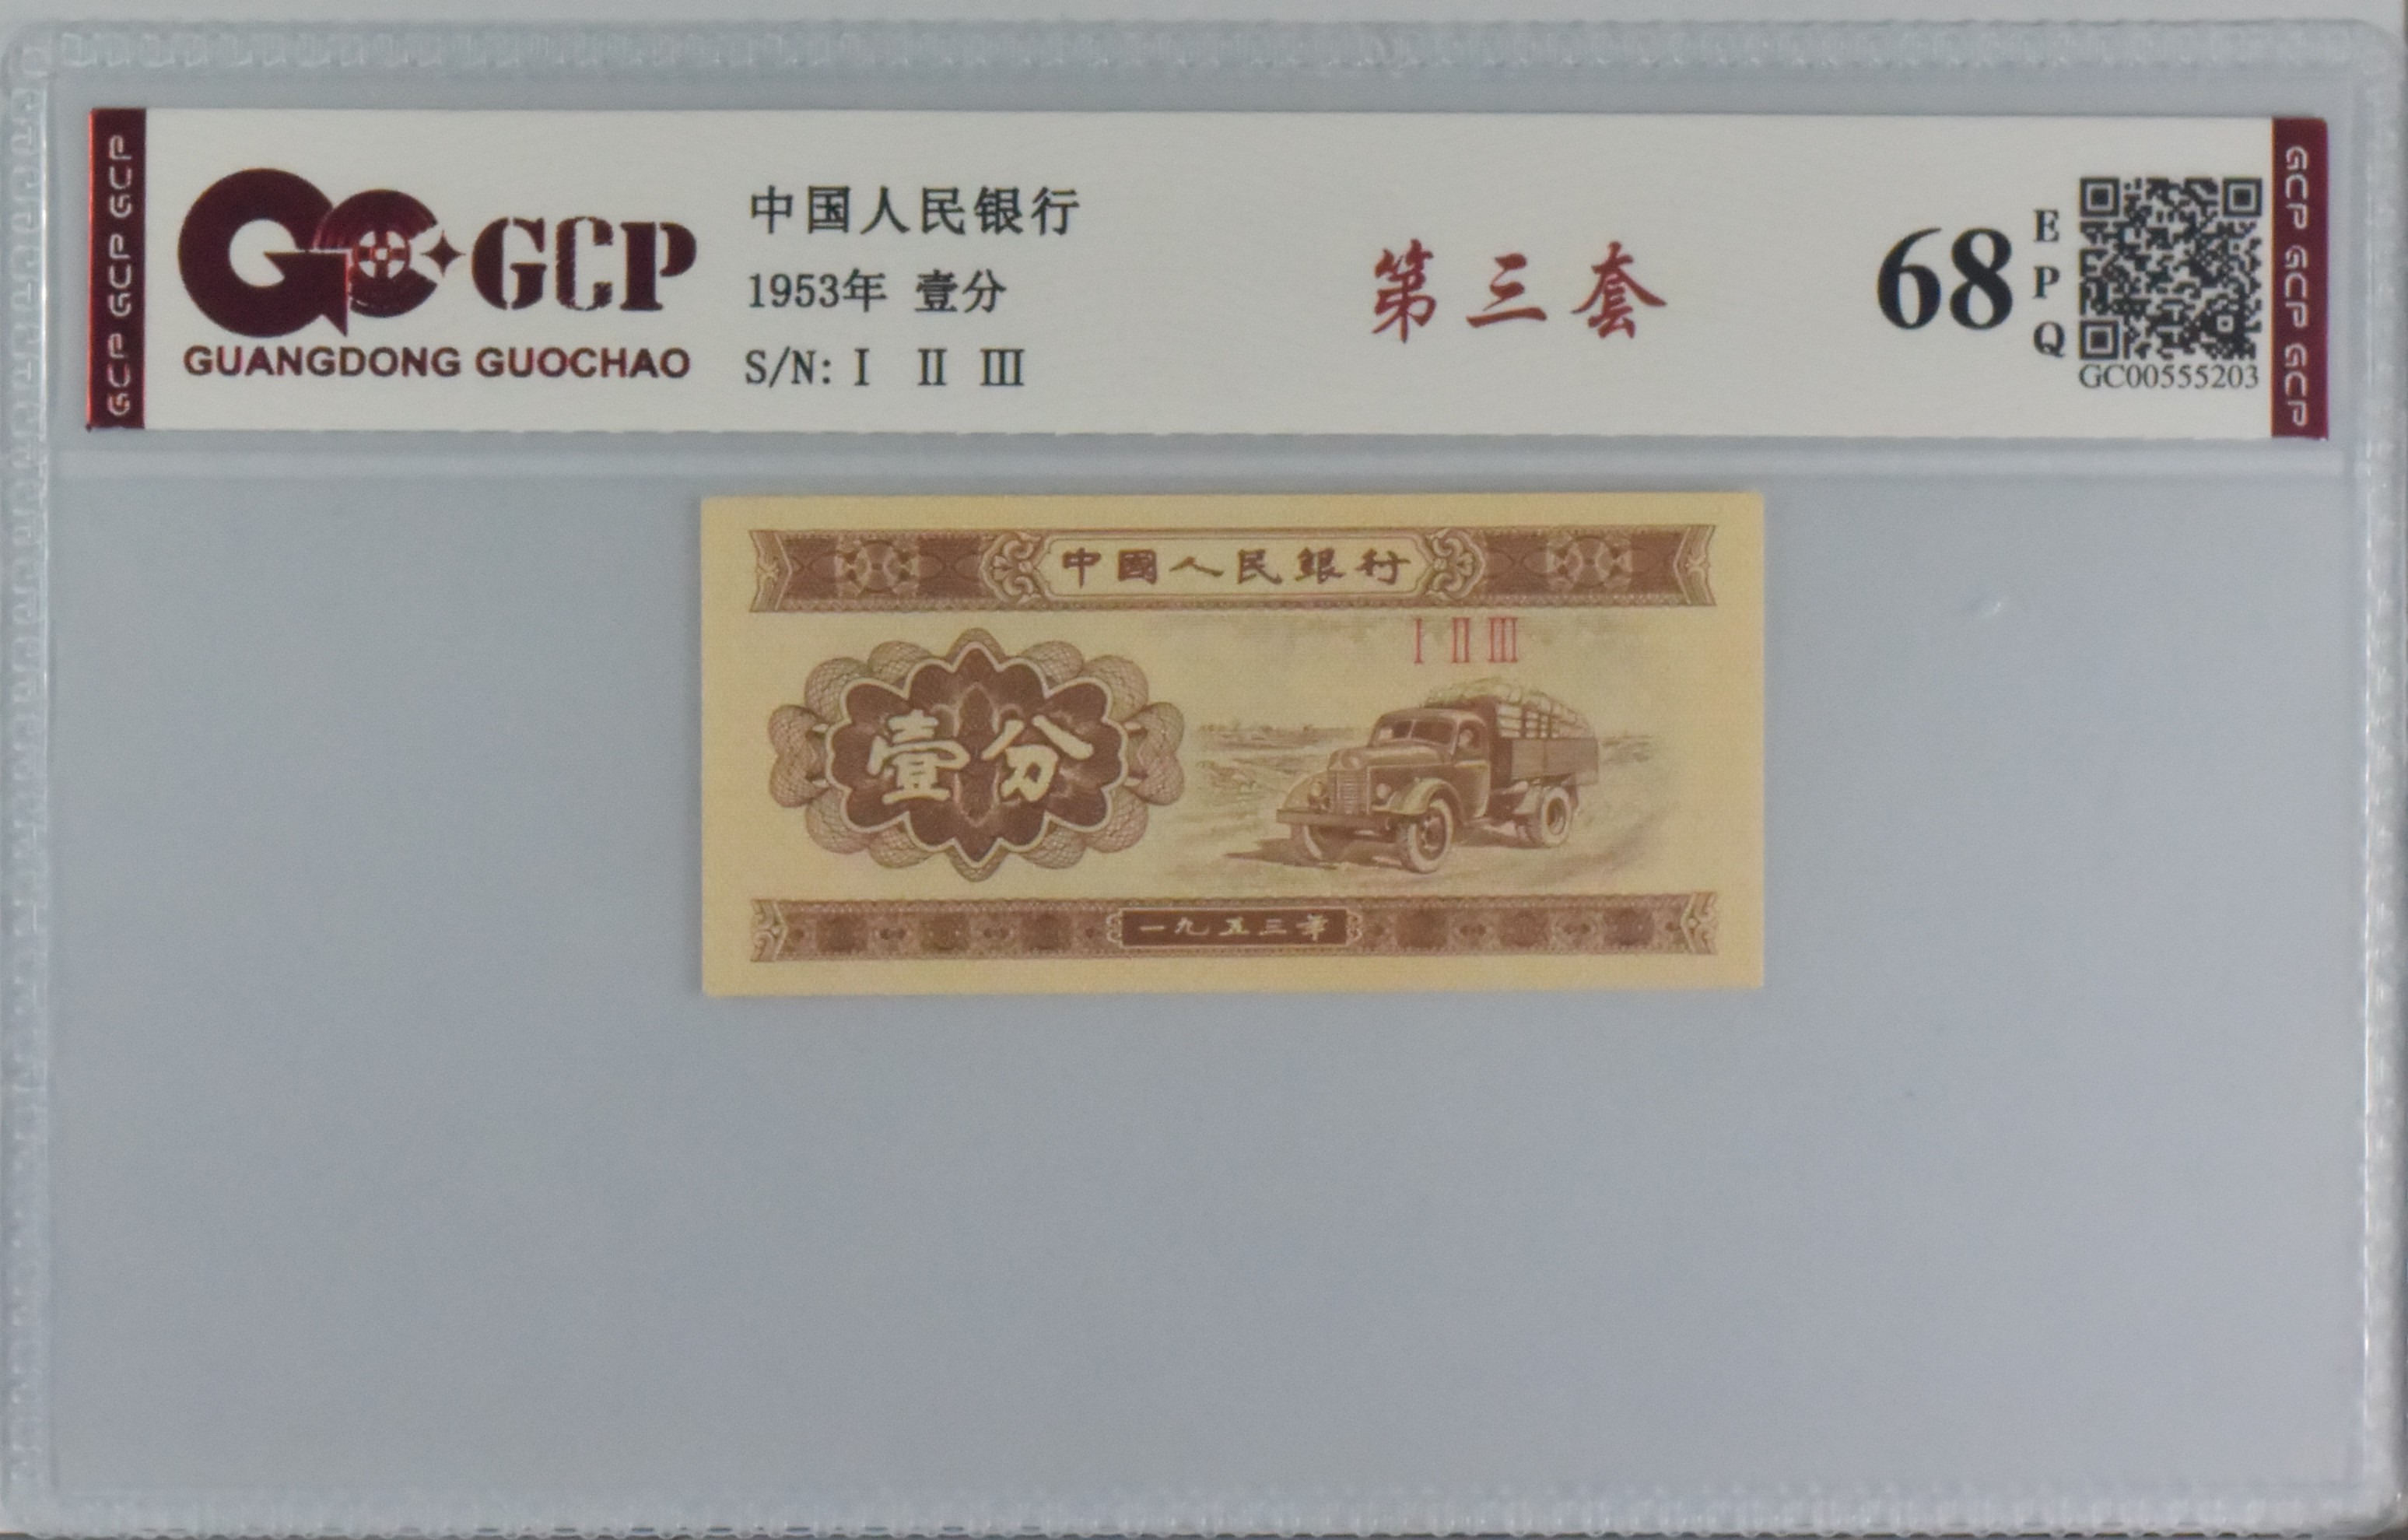 GCP GCP GCP
GCP
GUANGDONG GUOCHAO
中国人民银行
1953年 壹分
S/N: Ⅰ Ⅱ Ⅲ
第三套
68
E
P
Q
GC00555203
GCP GCP GCP
中國人民銀行
Ⅰ Ⅱ Ⅲ
壹分
一九五三年